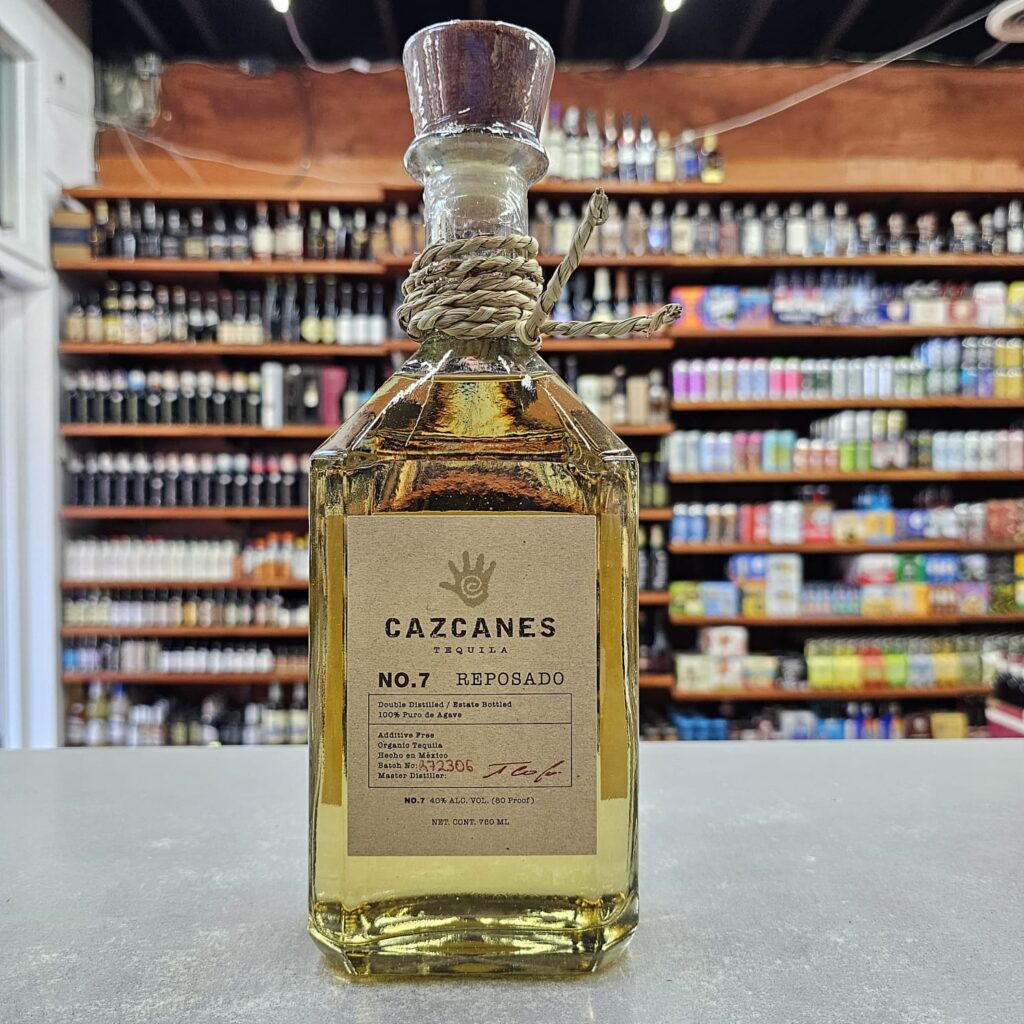 CAZCANES
TEQUILA
NO.7 REPOSADO
Double Distilled / Estate Bottled
100% Puro de Agave
Additive Free
Organic Tequila
Hecho en México
Batch No: A72306
Master Distiller:
NO.7 40% ALC. VOL. (80 Proof)
NET. CONT. 750 ML